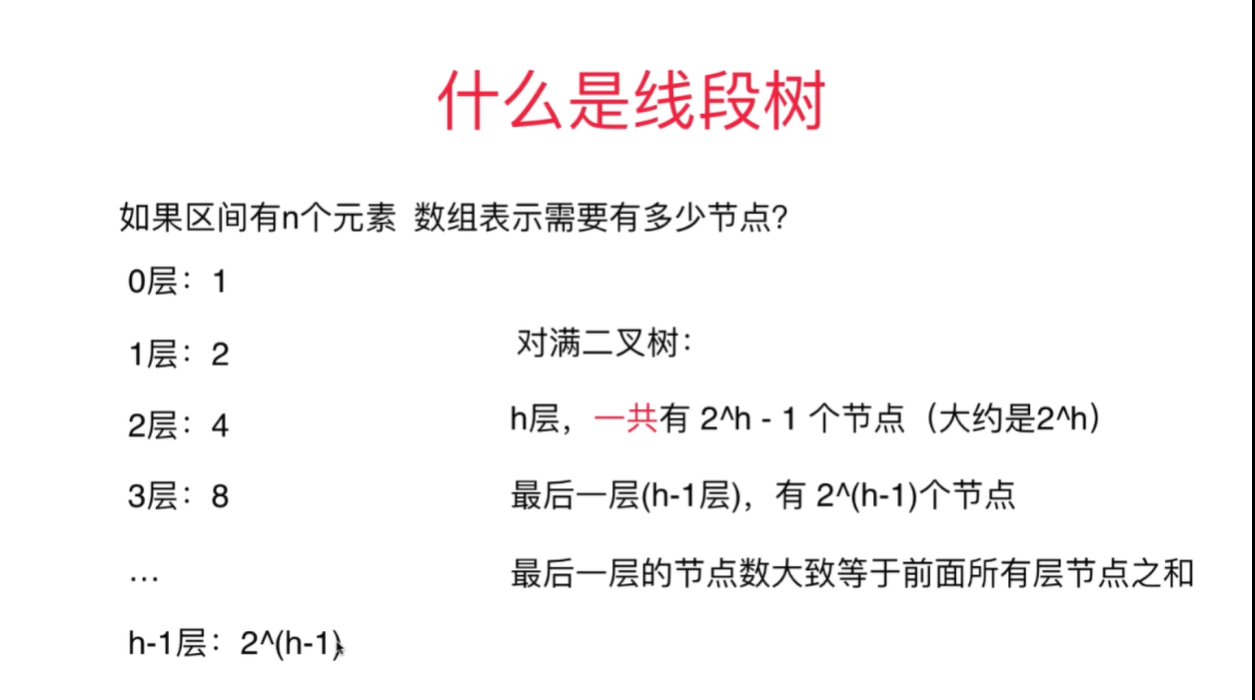 什么是线段树
如果区间有n个元素 数组表示需要有多少节点?
0层：1
1层：2
2层：4
3层：8
…
h-1层：2^(h-1)
对满二叉树：
h层，一共有 2^h - 1 个节点（大约是2^h）
最后一层(h-1层)，有 2^(h-1)个节点
最后一层的节点数大致等于前面所有层节点之和